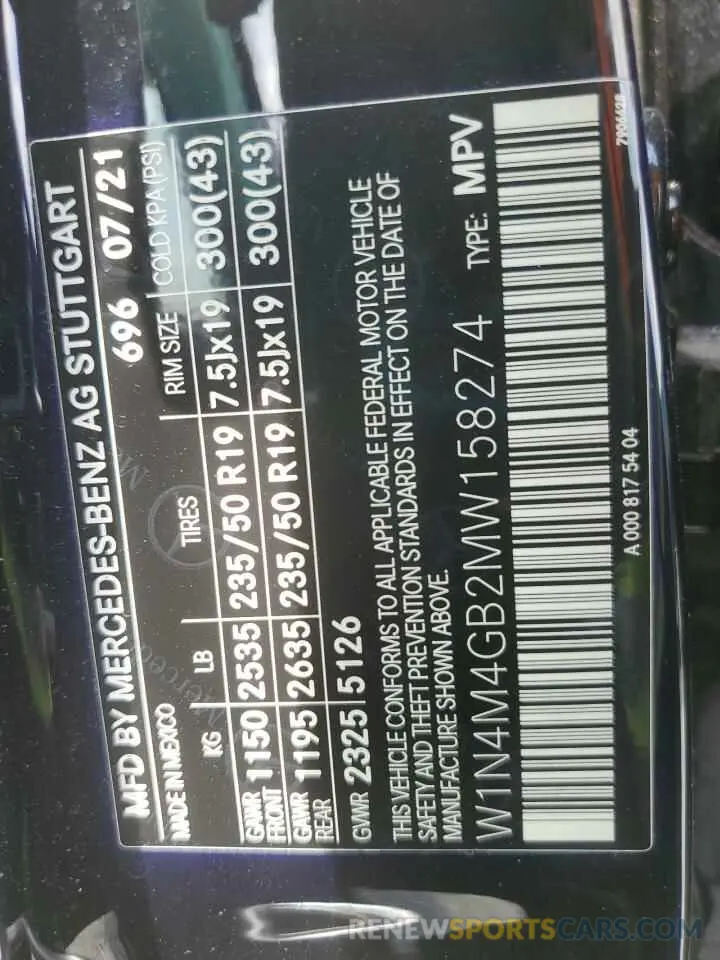 MFD BY MERCEDES-BENZ AG STUTTGART
MADE IN MEXICO 696 07/21
KG LB TIRES RIM SIZE COLD KPA (PSI)
GAWR FRONT 1150 2535 235/50 R19 7.5Jx19 300(43)
GAWR REAR 1195 2635 235/50 R19 7.5Jx19 300(43)
GVWR 2325 5126
THIS VEHICLE CONFORMS TO ALL APPLICABLE FEDERAL MOTOR VEHICLE
SAFETY AND THEFT PREVENTION STANDARDS IN EFFECT ON THE DATE OF
MANUFACTURE SHOWN ABOVE.
W1N4M4GB2MW158274 TYPE: MPV
A 000 817 54 04
RENEWSPORTSCARS.COM